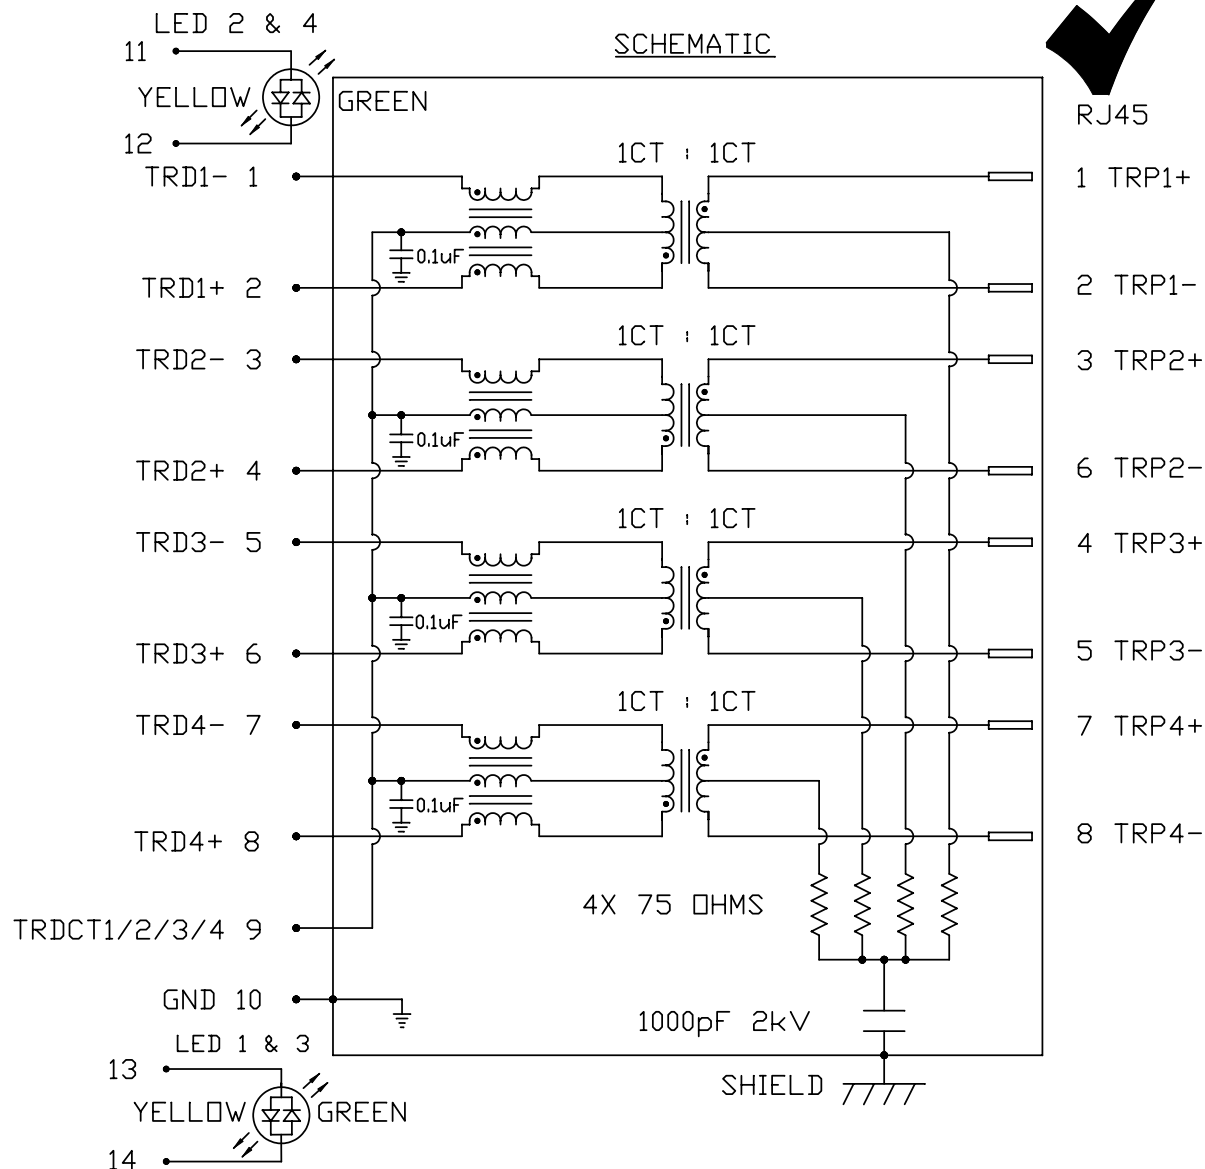 LED 2 & 4
SCHEMATIC
11
YELLOW GREEN
RJ45
12
1CT : 1CT
TRD1- 1
1 TRP1+
0.1uF
TRD1+ 2
2 TRP1-
1CT : 1CT
TRD2- 3
3 TRP2+
0.1uF
TRD2+ 4
6 TRP2-
1CT : 1CT
TRD3- 5
4 TRP3+
0.1uF
TRD3+ 6
5 TRP3-
1CT : 1CT
TRD4- 7
7 TRP4+
0.1uF
TRD4+ 8
8 TRP4-
4X 75 OHMS
TRDCT1/2/3/4 9
GND 10
1000pF 2kV
LED 1 & 3
13
SHIELD
YELLOW GREEN
14